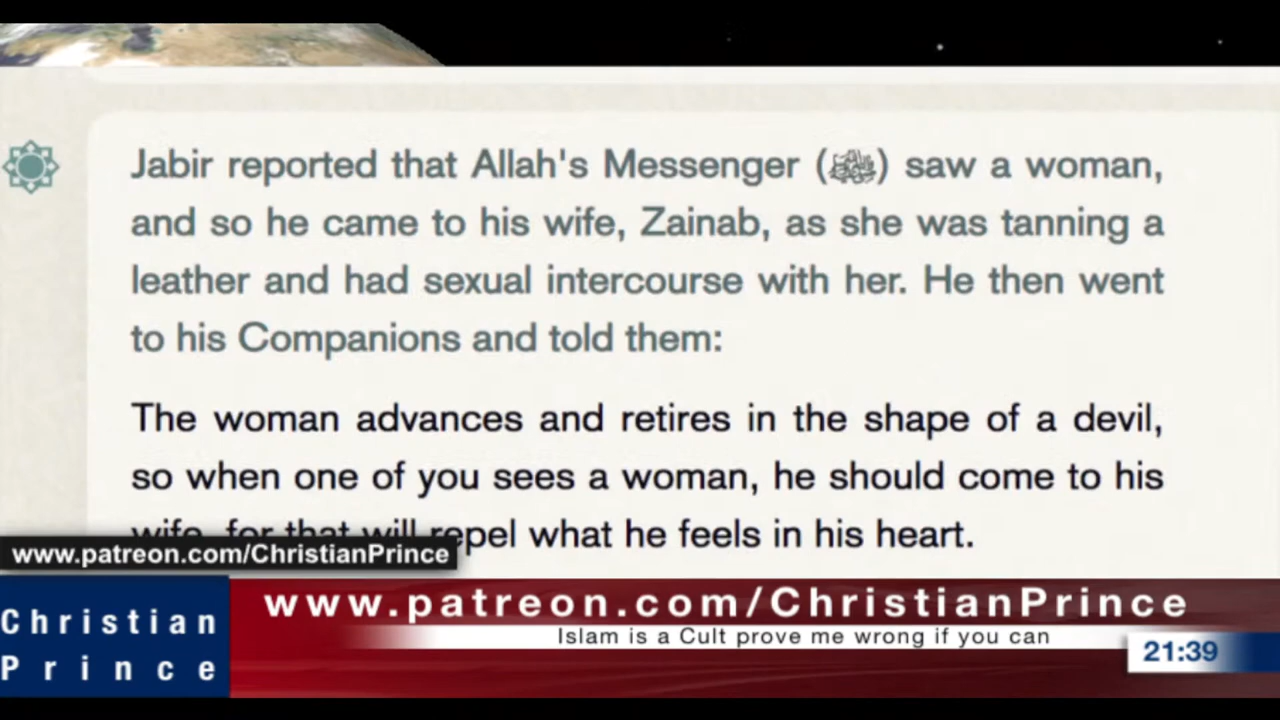 Jabir reported that Allah's Messenger (ﷺ) saw a woman,
and so he came to his wife, Zainab, as she was tanning a
leather and had sexual intercourse with her. He then went
to his Companions and told them:
The woman advances and retires in the shape of a devil,
so when one of you sees a woman, he should come to his
wife, for that will repel what he feels in his heart.
www.patreon.com/ChristianPrince
www.patreon.com/ChristianPrince
Islam is a Cult prove me wrong if you can
Christian
Prince
21:39